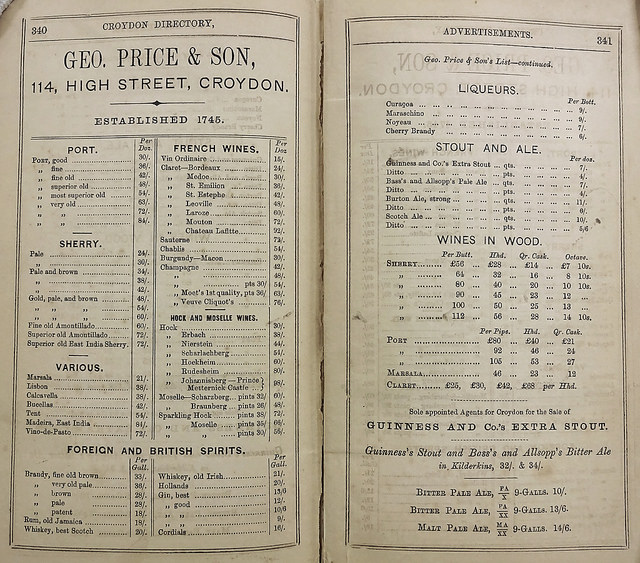 340 CROYDON DIRECTORY,
GEO. PRICE & SON,
114, HIGH STREET, CROYDON.
ESTABLISHED 1745.
PORT. Per Doz.
PORT, good 30/.
„ fine 36/.
„ fine old 42/.
„ superior old 48/.
„ most superior old 54/.
„ very old 63/.
„ „ 72/.
„ „ 84/.
SHERRY.
Pale 24/.
„ 30/.
Pale and brown 34/.
„ 38/.
„ 42/.
Gold, pale, and brown 48/.
„ „ „ 54/.
„ „ „ 60/.
Fine old Amontillado 60/.
Superior old Amontillado 72/.
Superior old East India Sherry. 72/.
VARIOUS.
Marsala 21/.
Lisbon 38/.
Calcavella 38/.
Bucellas 42/.
Tent 54/.
Madeira, East India 84/.
Vino-de-Pasto 72/.
FRENCH WINES. Per Doz
Vin Ordinaire 15/.
Claret—Bordeaux 24/.
„ Medoc 30/.
„ St. Emilion 36/.
„ St. Estephe 42/.
„ Leoville 48/.
„ Laroze 60/.
„ Mouton 72/.
„ Chateau Lafitte 92/.
Sauterne 72/.
Chablis 54/.
Burgundy—Macon 30/.
Champagne 42/.
„ 48/.
„ pts 30/ 54/.
„ Moet's 1st quality, pts 36/ 63/.
„ Veuve Cliquot's 76/.
HOCK AND MOSELLE WINES.
Hock 30/.
„ Erbach 38/.
„ Nierstein 44/.
„ Scharlachberg 54/.
„ Hockheim 60/.
„ Rudesheim 80/.
„ Johannisberg—Prince Metternich Castle 98/.
Moselle—Scharzberg... pints 32/ 60/.
„ Braunberg... pints 26/ 48/.
Sparkling Hock pints 38/ 72/.
„ Moselle pints 35/ 66/.
„ „ pints 30/ 56/.
FOREIGN AND BRITISH SPIRITS.
Per Gall.
Brandy, fine old brown 33/.
„ very old pale 36/.
„ brown 28/.
„ pale 28/.
„ patent 18/.
Rum, old Jamaica 18/.
Whiskey, best Scotch 20/.
Per Gall.
Whiskey, old Irish 21/.
Hollands 20/.
Gin, best 13/6
„ good 12/.
„ „ 10/6
„ „ 9/.
Cordials 16/.
ADVERTISEMENTS. 341
Geo. Price & Son's List—continued.
LIQUEURS.
Per Bott.
Curaçoa 9/.
Maraschino 9/.
Noyeau 7/.
Cherry Brandy 6/.
STOUT AND ALE.
Per doz.
Guinness and Co.'s Extra Stout ... qts. 7/.
Ditto pts. 4/.
Bass's and Allsopp's Pale Ale qts. 7/.
Ditto pts. 4/.
Burton Ale, strong qts. 11/.
Ditto pts. 9/.
Scotch Ale qts. 10/.
Ditto pts. 5/6
WINES IN WOOD.
Per Butt. Hhd. Qr. Cask. Octave.
SHERRY £56 ... £28 ... £14 ... £7 10s.
„ 64 ... 32 ... 16 ... 8 10s.
„ 80 ... 40 ... 20 ... 10 10s.
„ 90 ... 45 ... 23 ... 12 ...
„ 100 ... 50 ... 25 ... 13 ...
„ 112 ... 56 ... 28 ... 14 10s.
Per Pipe. Hhd. Qr. Cask.
PORT £80 ... £40 ... £21
„ 92 ... 46 ... 24
„ 105 ... 53 ... 27
MARSALA 46 ... 23 ... 12
CLARET £25, £30, £42, £68 per Hhd.
Sole appointed Agents for Croydon for the Sale of
GUINNESS AND Co.'s EXTRA STOUT.
Guinness's Stout and Bass's and Allsopp's Bitter Ale
in Kilderkins, 32/. & 34/.
BITTER PALE ALE, PA/X 9-GALLS. 10/.
BITTER PALE ALE, PA/XX 9-GALLS. 13/6.
MALT PALE ALE, MA/XX 9-GALLS. 14/6.